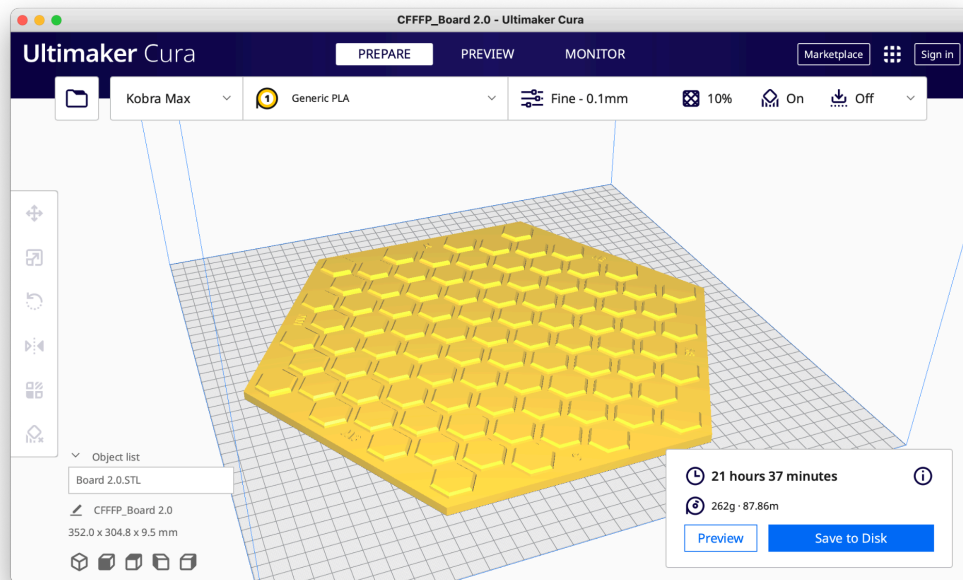 CFFFP_Board 2.0 - Ultimaker Cura
Ultimaker Cura
PREPARE
PREVIEW
MONITOR
Marketplace
Sign in
Kobra Max
1
Generic PLA
Fine - 0.1mm
10%
On
Off
Object list
Board 2.0.STL
CFFFP_Board 2.0
352.0 x 304.8 x 9.5 mm
21 hours 37 minutes
262g · 87.86m
Preview
Save to Disk